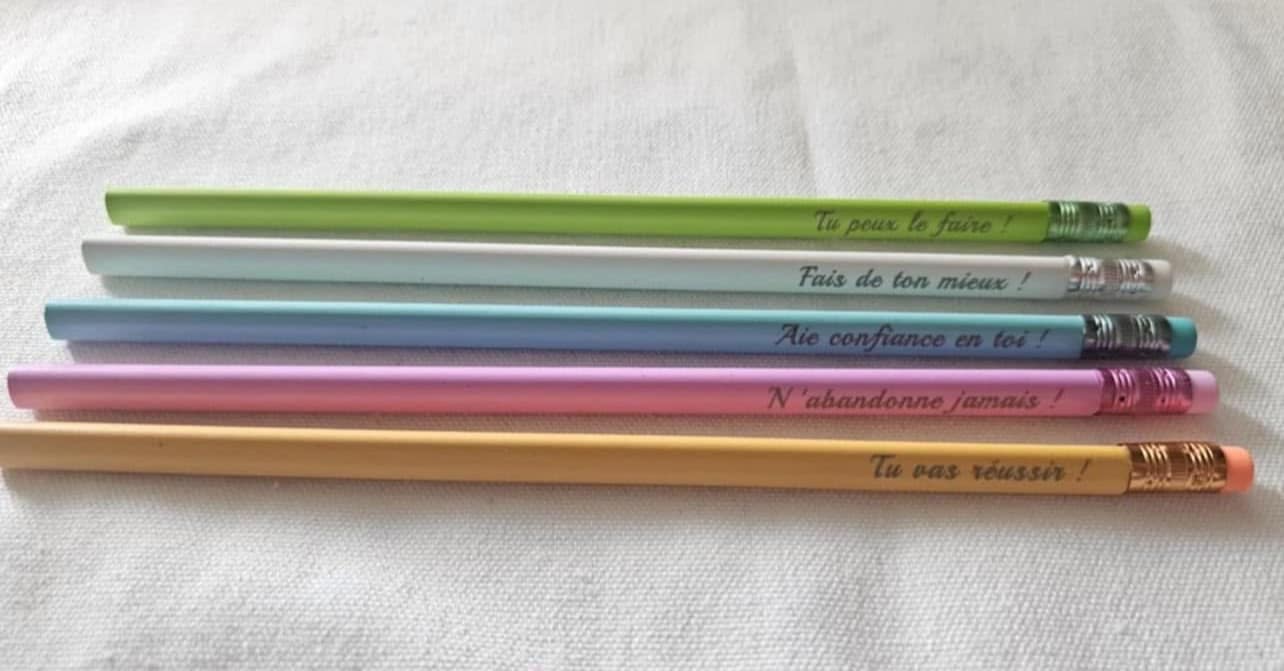 Tu peux le faire !
Fais de ton mieux !
Aie confiance en toi !
N'abandonne jamais !
Tu vas réussir !